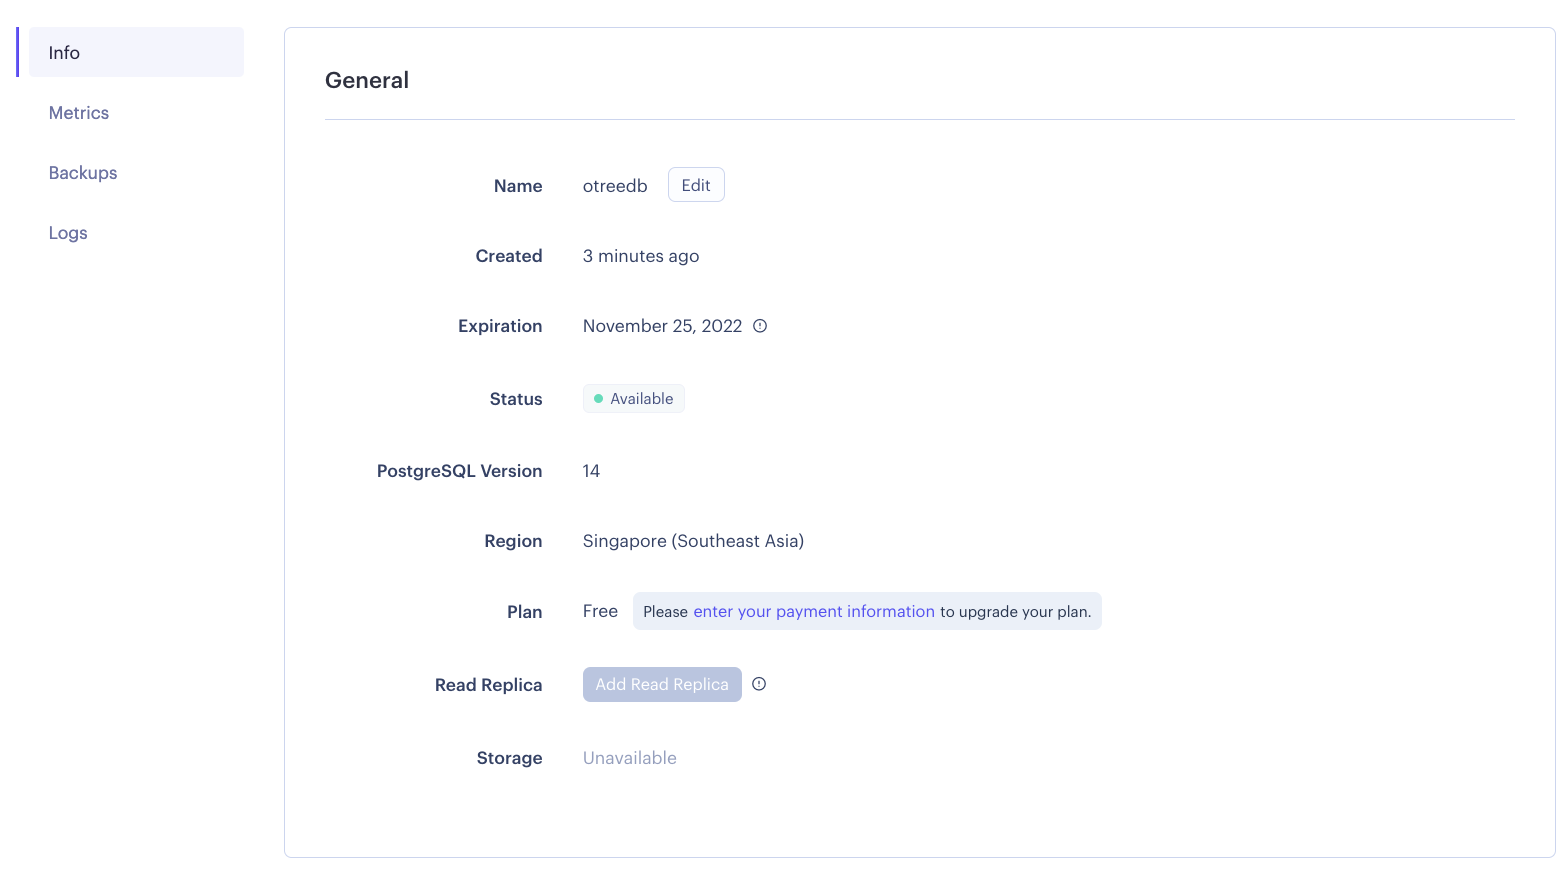 Info
Metrics
Backups
Logs
General
Name otreedb Edit
Created 3 minutes ago
Expiration November 25, 2022
Status Available
PostgreSQL Version 14
Region Singapore (Southeast Asia)
Plan Free Please enter your payment information to upgrade your plan.
Read Replica Add Read Replica
Storage Unavailable